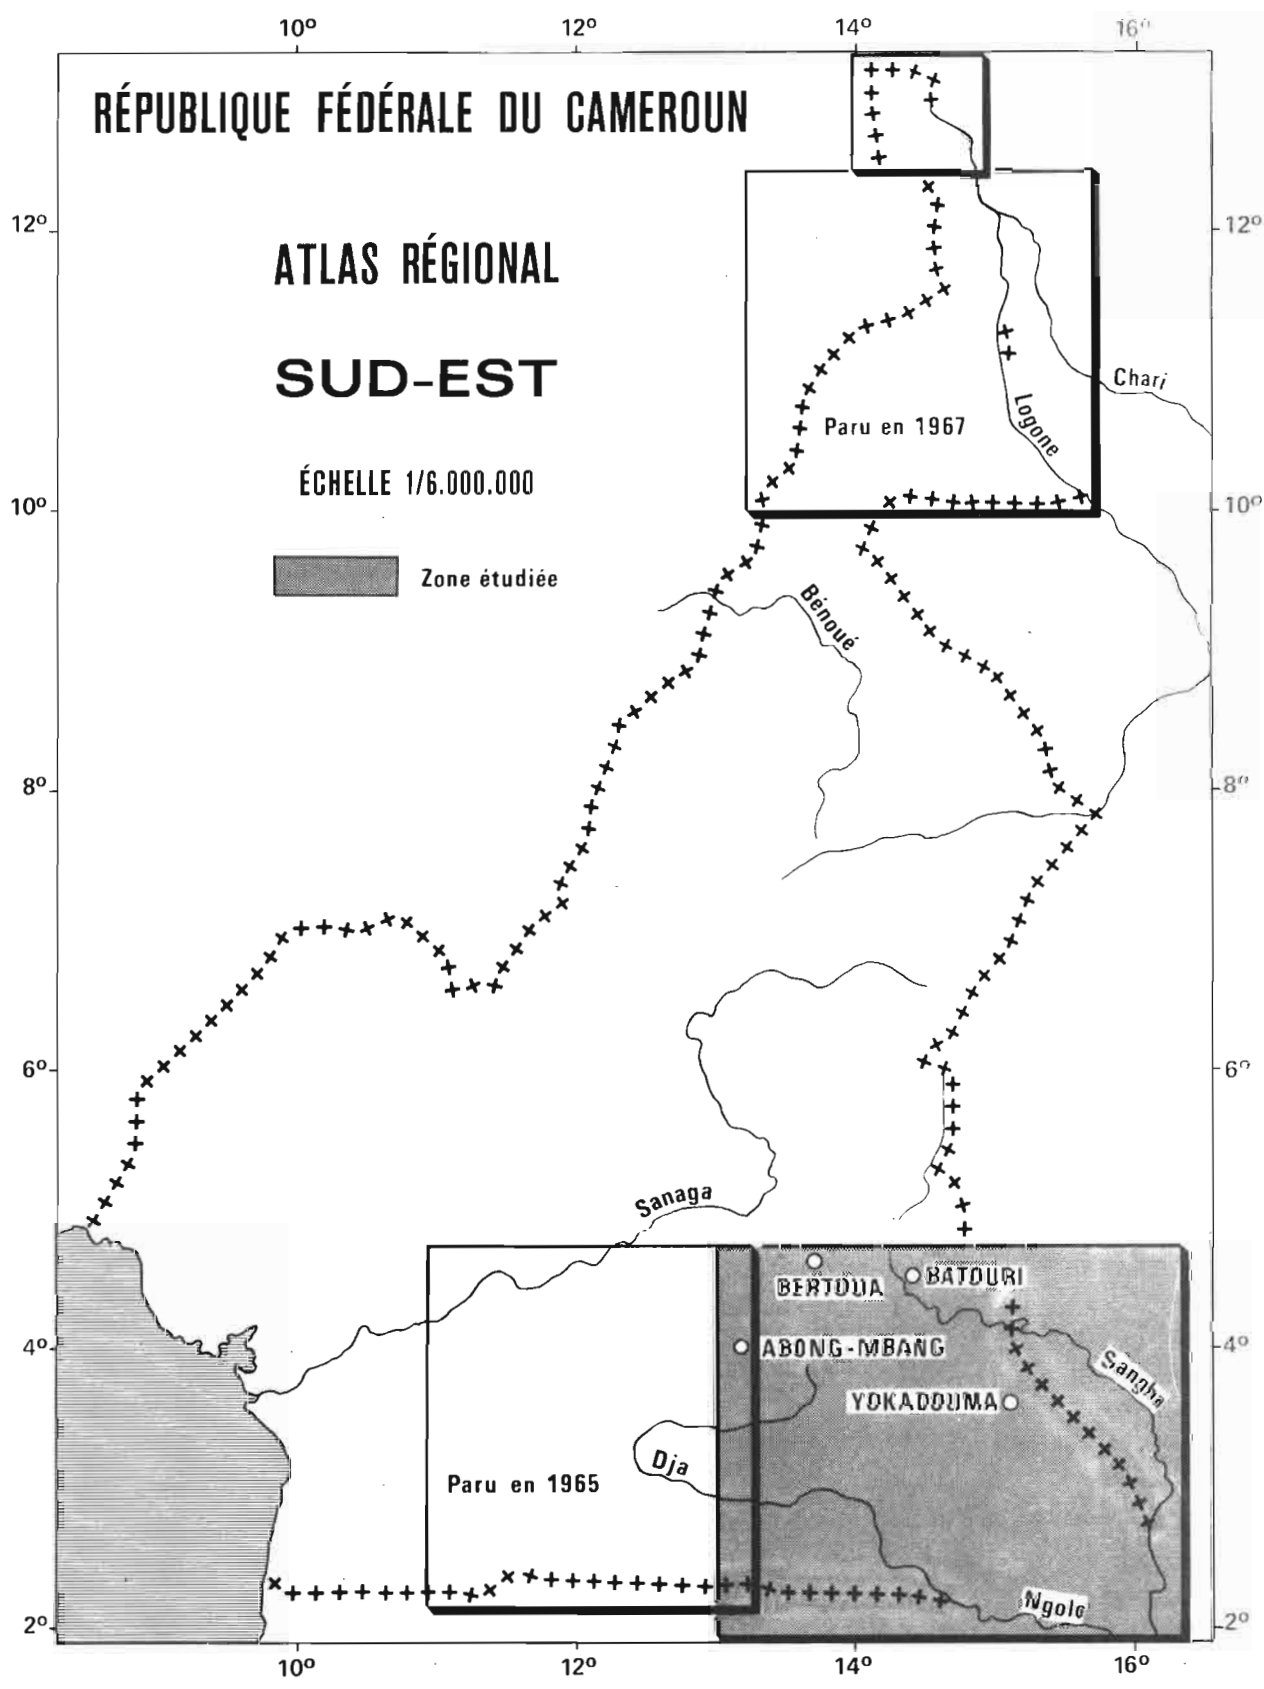 10º 12º 14º 16º
RÉPUBLIQUE FÉDÉRALE DU CAMEROUN
12º 12º
ATLAS RÉGIONAL
SUD-EST
Chari
Logone
Paru en 1967
ÉCHELLE 1/6.000.000
10º 10º
Zone étudiée
Bénoué
8º 8º
6º 6º
Sanaga
BERTOUA
BATOURI
4º 4º
ABONG-MBANG
Sangha
YOKADOUMA
Dja
Paru en 1965
Ngolo
2º 2º
10º 12º 14º 16º